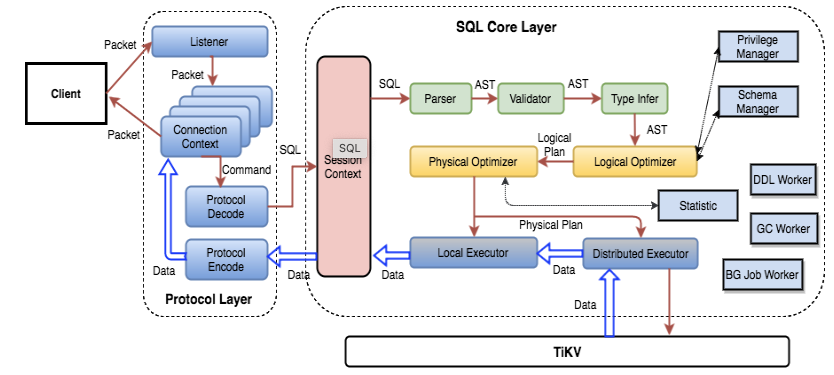 SQL Core Layer
Privilege
Manager
Listener
Packet
Packet
Client
SQL
Parser
AST
Validator
AST
Type Infer
Schema
Manager
Packet
Connection
Context
AST
SQL
SQL
Session
Context
Logical
Plan
Physical Optimizer
Logical Optimizer
Command
DDL Worker
Protocol
Decode
Statistic
Physical Plan
GC Worker
Protocol
Encode
Local Executor
Distributed Executor
Data
Data
Data
Data
BG Job Worker
Protocol Layer
Data
TiKV